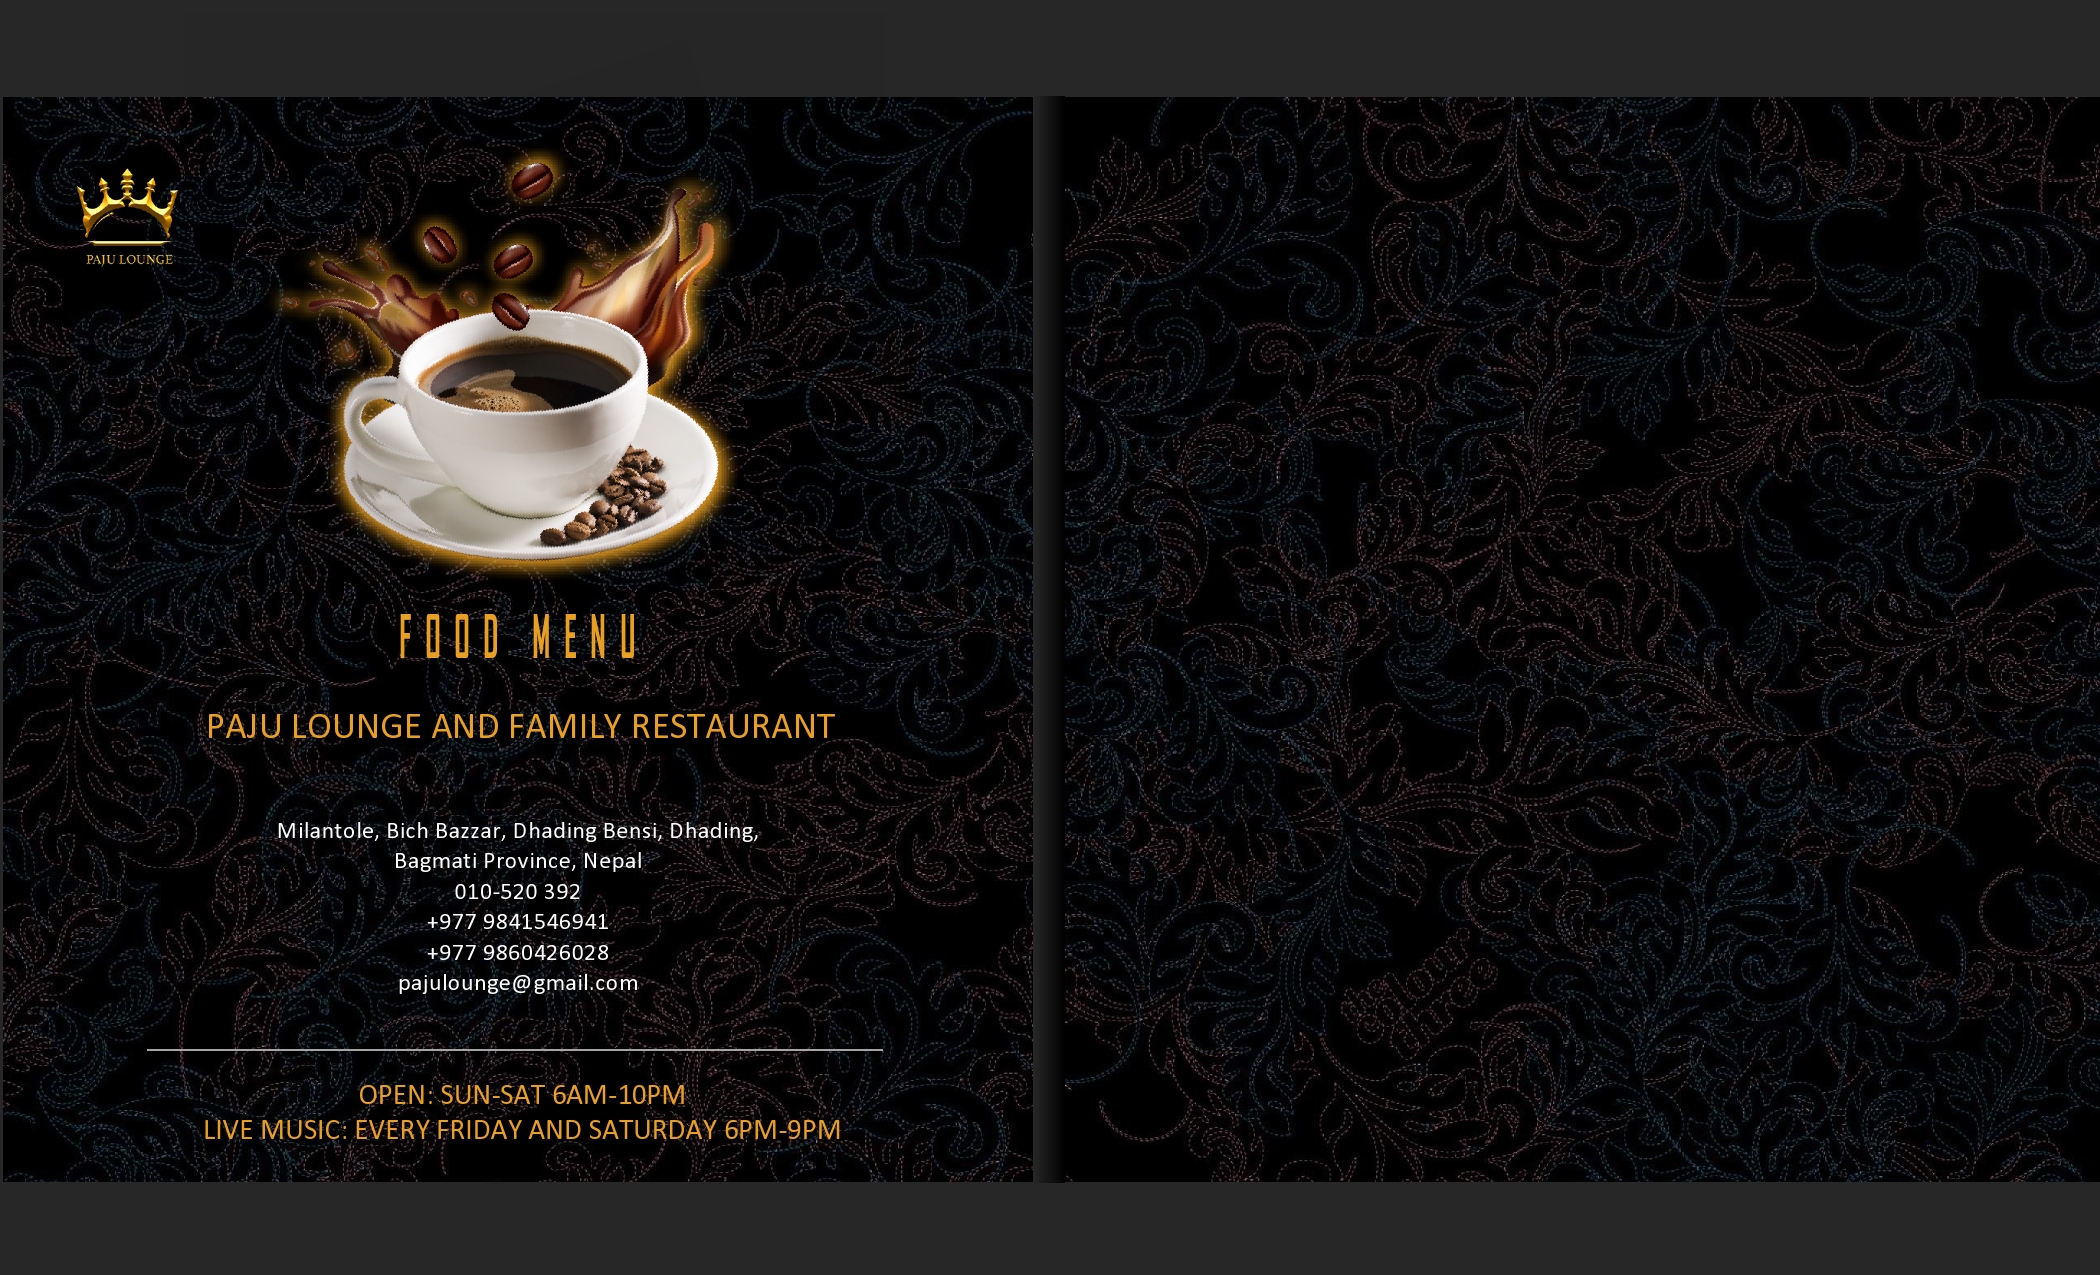 PAJU LOUNGE
FOOD MENU
PAJU LOUNGE AND FAMILY RESTAURANT
Milantole, Bich Bazzar, Dhading Bensi, Dhading,
Bagmati Province, Nepal
010-520 392
+977 9841546941
+977 9860426028
pajulounge@gmail.com
OPEN: SUN-SAT 6AM-10PM
LIVE MUSIC: EVERY FRIDAY AND SATURDAY 6PM-9PM